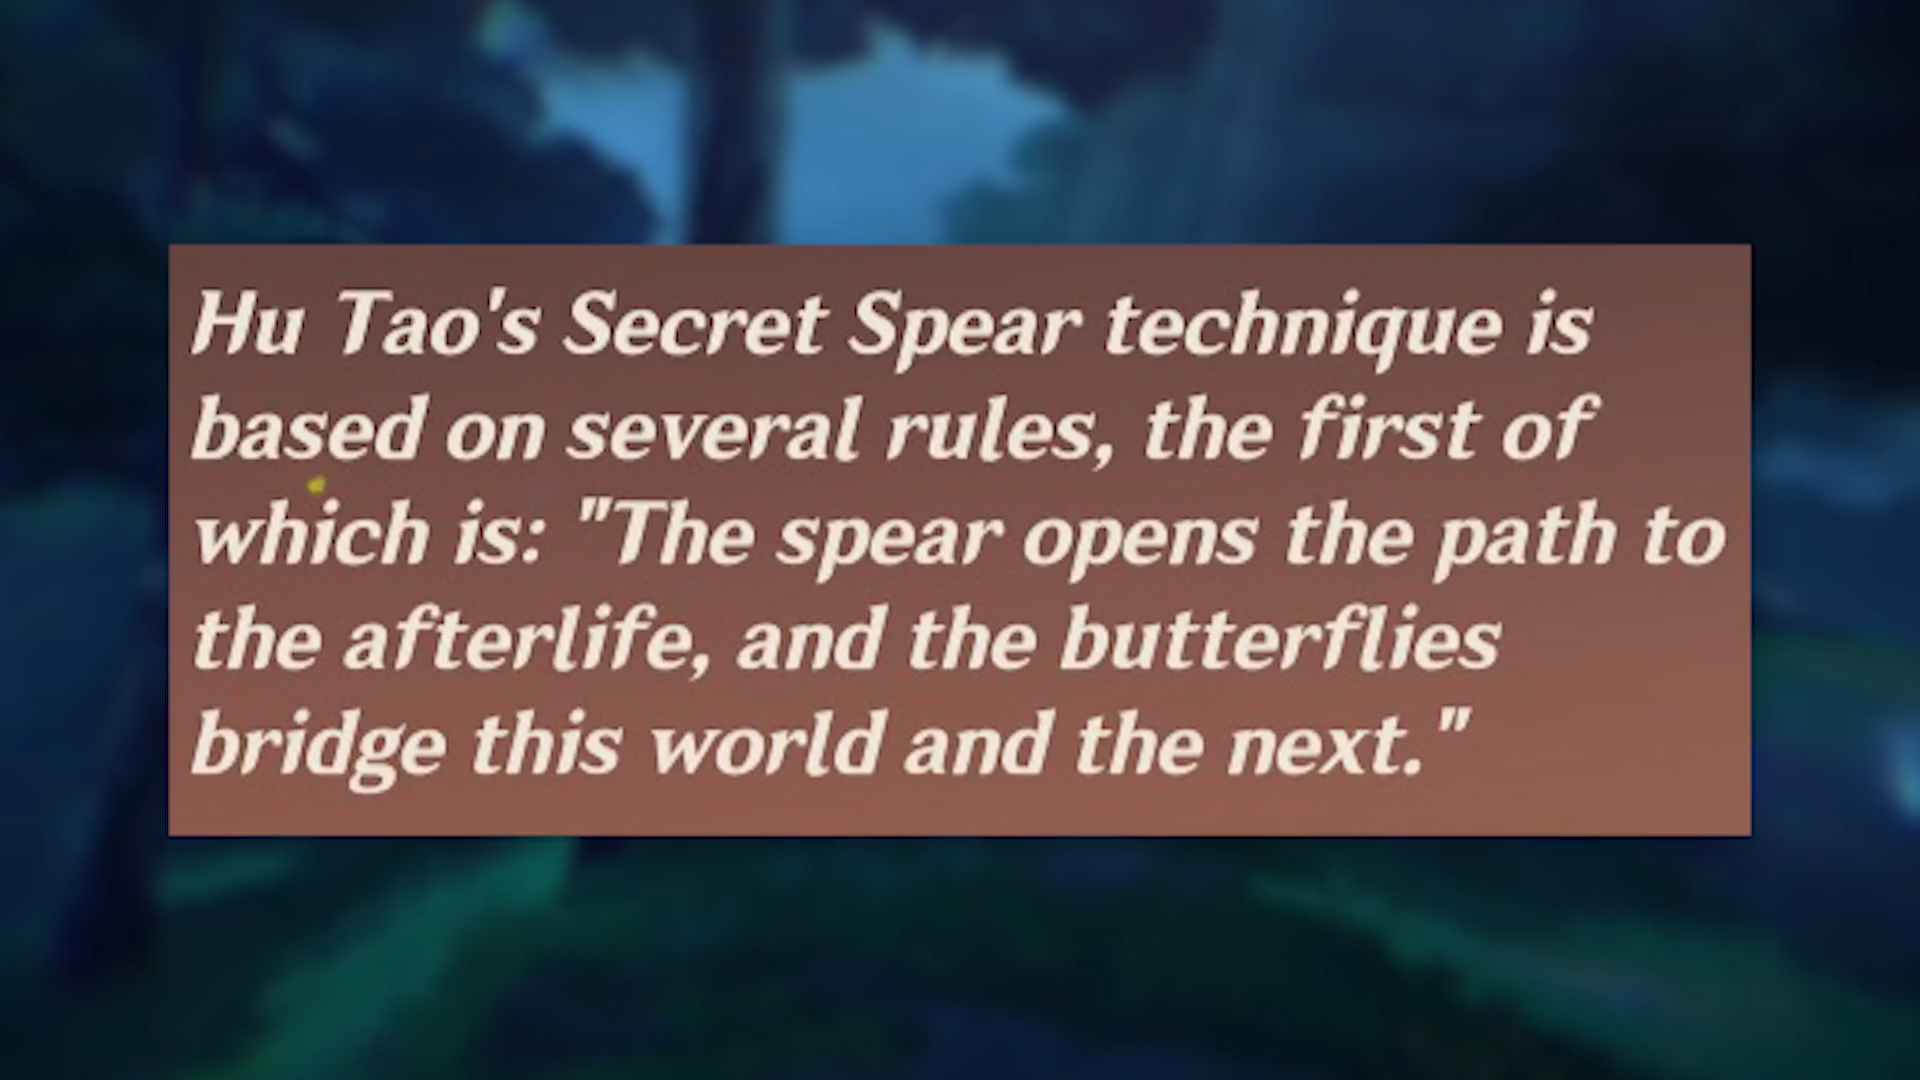 Hu Tao's Secret Spear technique is
based on several rules, the first of
which is: "The spear opens the path to
the afterlife, and the butterflies
bridge this world and the next."